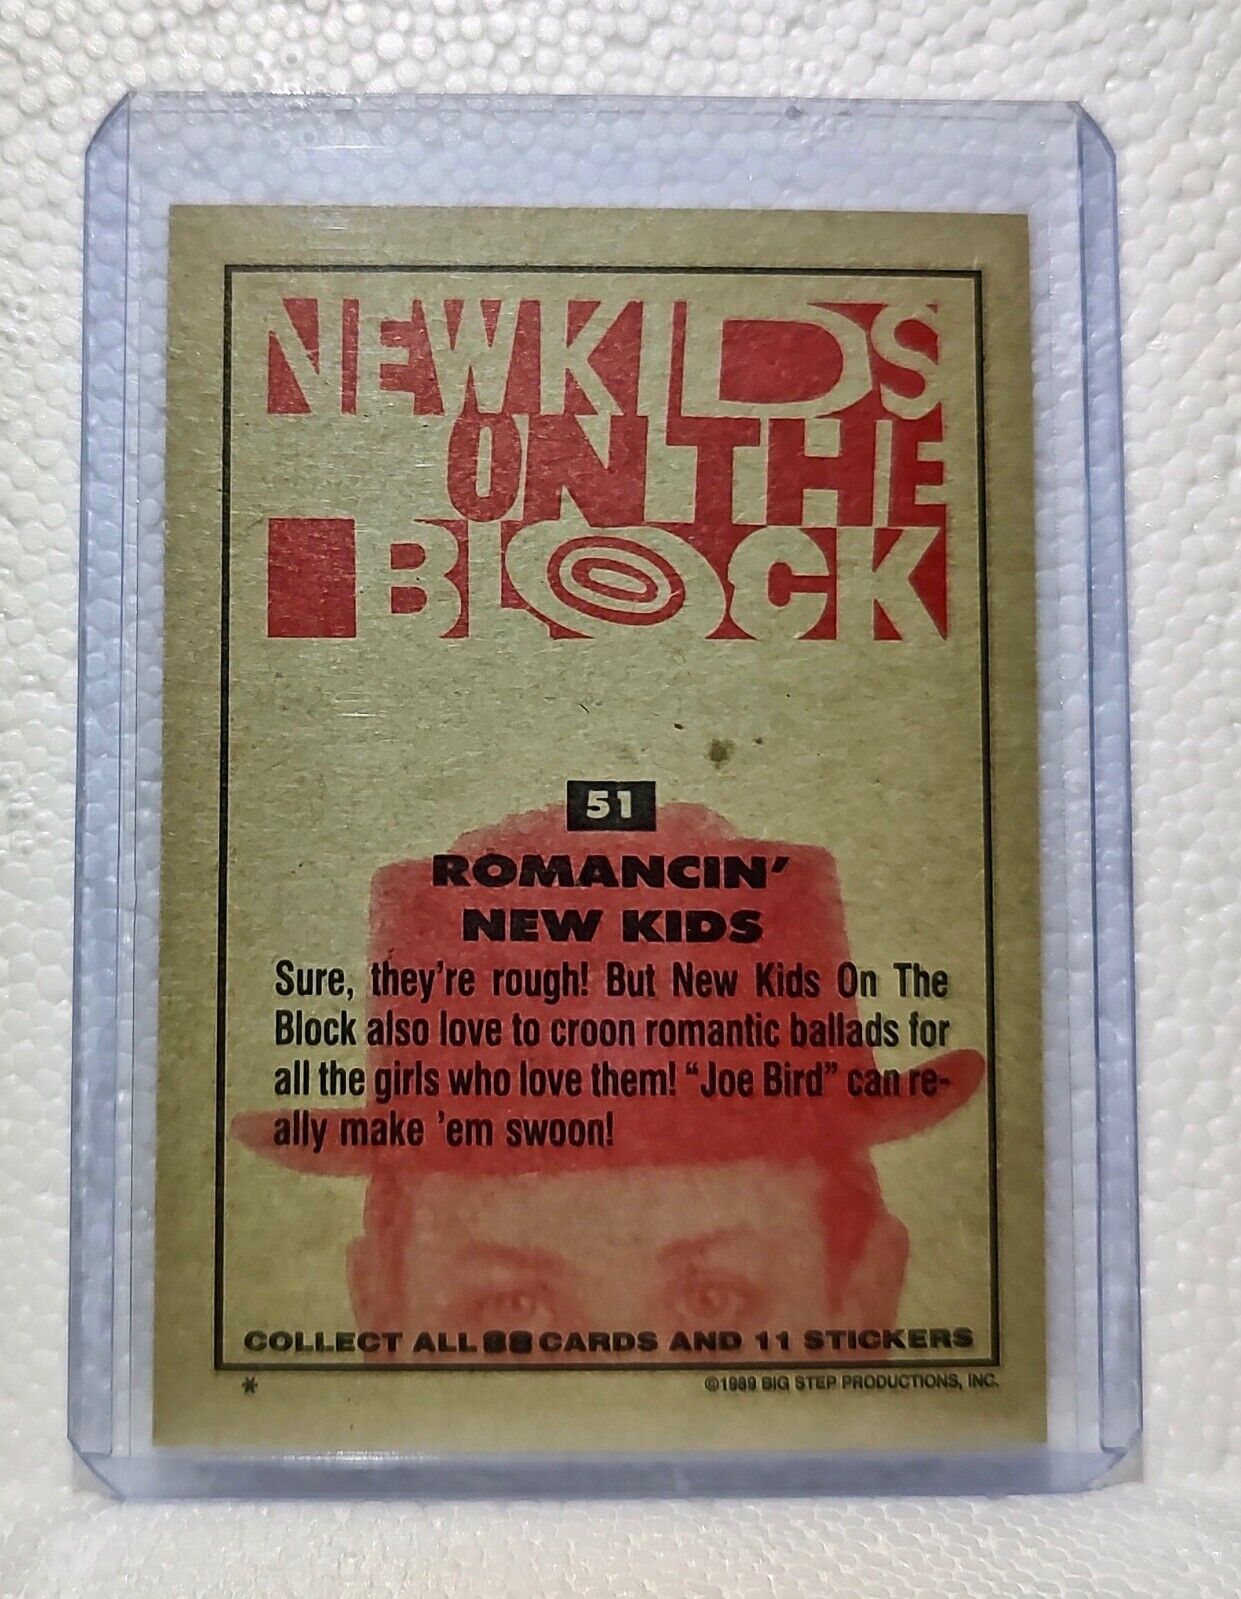 NEW KIDS
ON THE
BLOCK
51
ROMANCIN'
NEW KIDS
Sure, they're rough! But New Kids On The
Block also love to croon romantic ballads for
all the girls who love them! "Joe Bird" can re-
ally make 'em swoon!
COLLECT ALL 88 CARDS AND 11 STICKERS
* ©1989 BIG STEP PRODUCTIONS, INC.